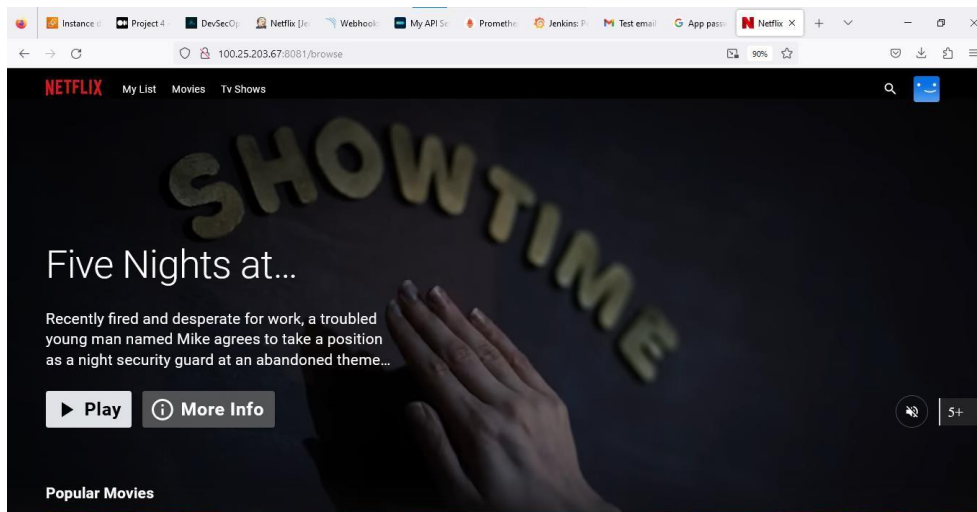 Instance d
Project 4 -
DevSecOp
Netflix [Je
Webhook
My API Se
Promethe
Jenkins: P
Test email
App passw
Netflix
100.25.203.67:8081/browse
90%
NETFLIX
My List
Movies
Tv Shows
SHOWTIME
Five Nights at...
Recently fired and desperate for work, a troubled
young man named Mike agrees to take a position
as a night security guard at an abandoned theme...
Play
More Info
5+
Popular Movies